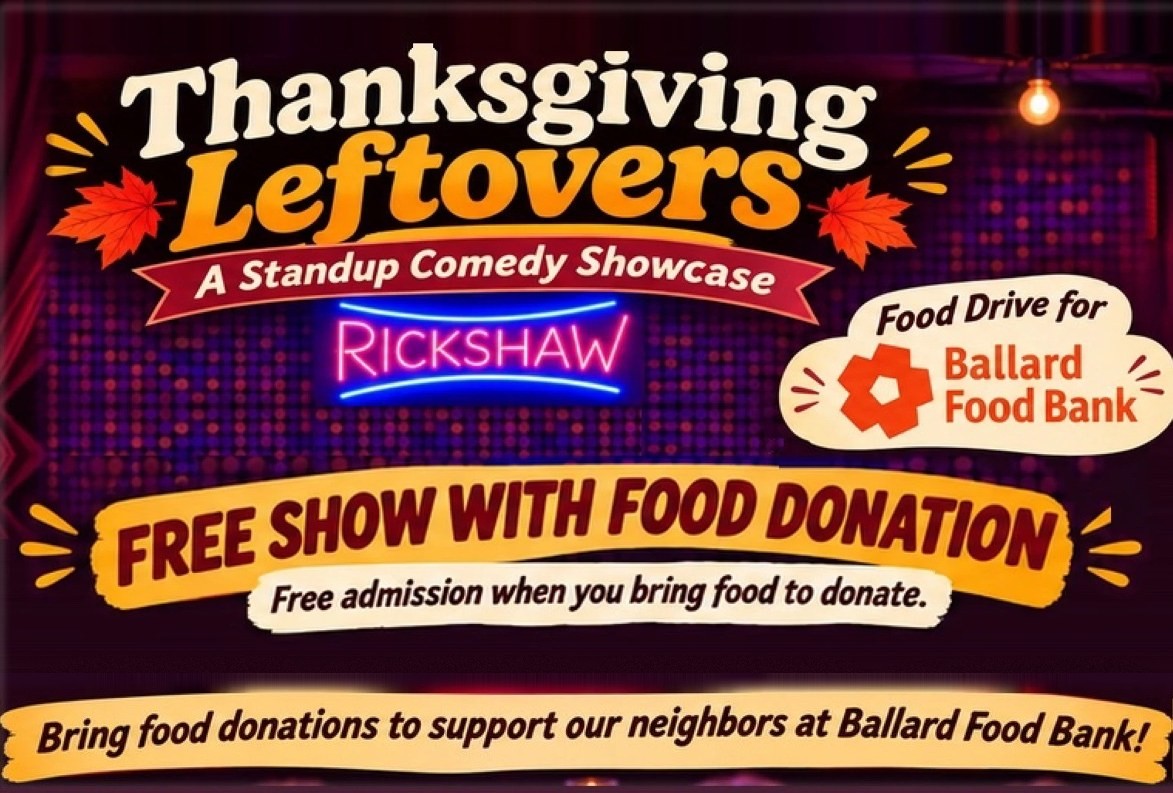 Thanksgiving
Leftovers
A Standup Comedy Showcase
RICKSHAW
Food Drive for
Ballard
Food Bank
FREE SHOW WITH FOOD DONATION
Free admission when you bring food to donate.
Bring food donations to support our neighbors at Ballard Food Bank!